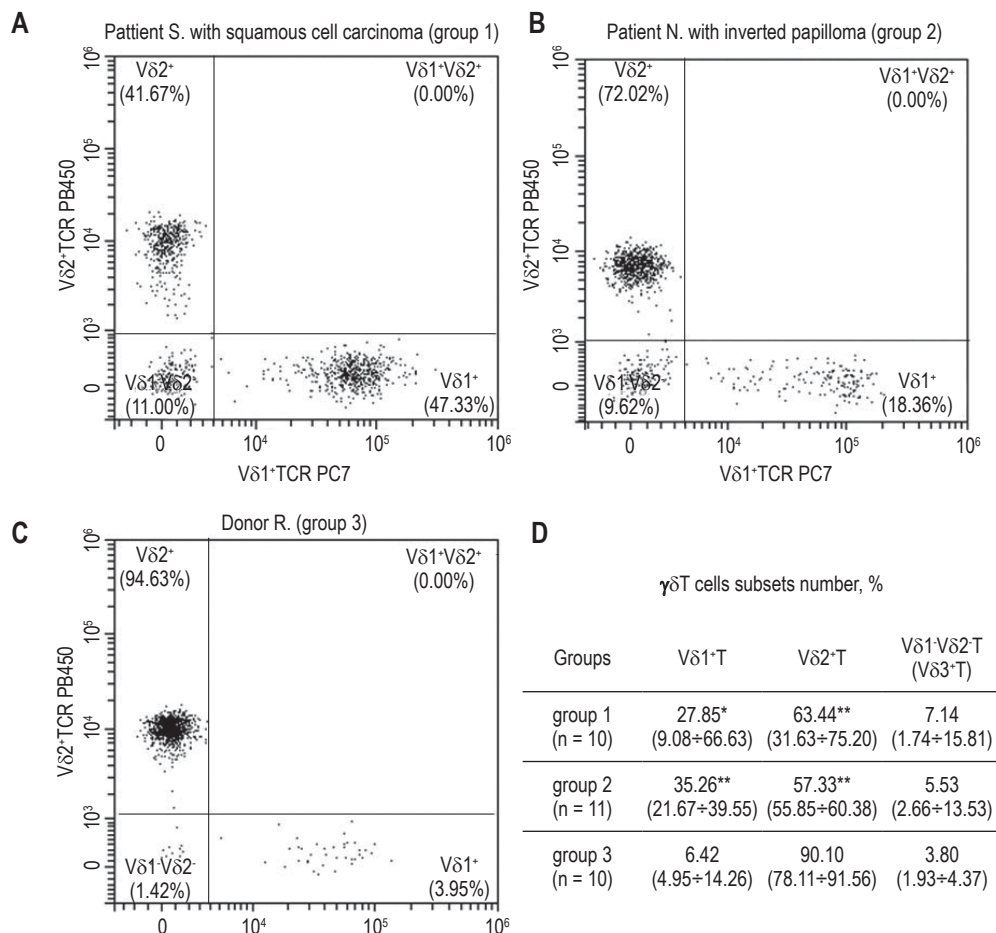 A
Pattient S. with squamous cell carcinoma (group 1)
10⁶
Vδ2⁺
(41.67%)
Vδ1⁺Vδ2⁺
(0.00%)
10⁵
Vδ2⁺TCR PB450
10⁴
10³
0
Vδ1⁻Vδ2⁻
(11.00%)
Vδ1⁺
(47.33%)
0
10⁴
10⁵
10⁶
Vδ1⁺TCR PC7
B
Patient N. with inverted papilloma (group 2)
10⁶
Vδ2⁺
(72.02%)
Vδ1⁺Vδ2⁺
(0.00%)
10⁵
Vδ2⁺TCR PB450
10⁴
10³
0
Vδ1⁻Vδ2⁻
(9.62%)
Vδ1⁺
(18.36%)
0
10⁴
10⁵
10⁶
Vδ1⁺TCR PC7
C
Donor R. (group 3)
10⁶
Vδ2⁺
(94.63%)
Vδ1⁺Vδ2⁺
(0.00%)
10⁵
Vδ2⁺TCR PB450
10⁴
10³
0
Vδ1⁻Vδ2⁻
(1.42%)
Vδ1⁺
(3.95%)
0
10⁴
10⁵
10⁶
D
γδT cells subsets number, %
Groups Vδ1⁺T Vδ2⁺T Vδ1⁻Vδ2⁻T
(Vδ3⁺T)
group 1 27.85* 63.44** 7.14
(n = 10) (9.08÷66.63) (31.63÷75.20) (1.74÷15.81)
group 2 35.26** 57.33** 5.53
(n = 11) (21.67÷39.55) (55.85÷60.38) (2.66÷13.53)
group 3 6.42 90.10 3.80
(n = 10) (4.95÷14.26) (78.11÷91.56) (1.93÷4.37)